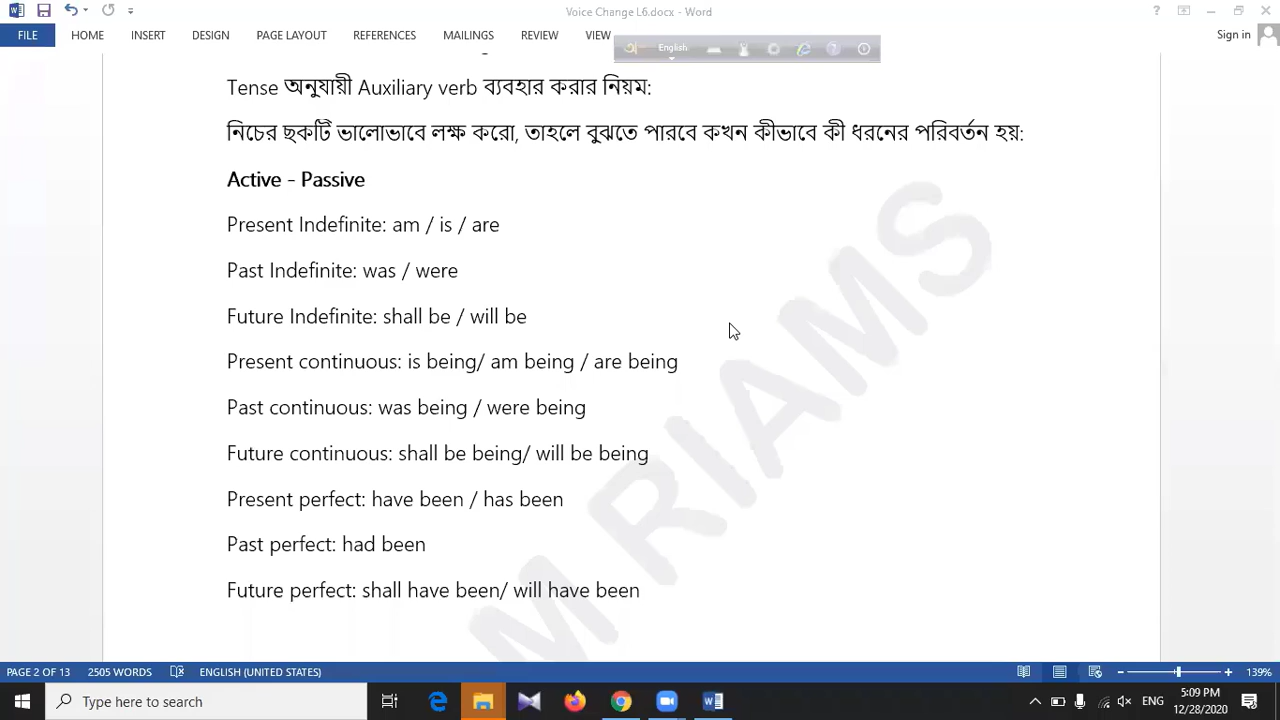 Voice Change L6.docx - Word
FILE HOME INSERT DESIGN PAGE LAYOUT REFERENCES MAILINGS REVIEW VIEW Sign in
অ English
Tense অনুযায়ী Auxiliary verb ব্যবহার করার নিয়ম:
নিচের ছকটি ভালোভাবে লক্ষ করো, তাহলে বুঝতে পারবে কখন কীভাবে কী ধরনের পরিবর্তন হয়:
Active – Passive
Present Indefinite: am / is / are
Past Indefinite: was / were
Future Indefinite: shall be / will be
Present continuous: is being/ am being / are being
Past continuous: was being / were being
Future continuous: shall be being/ will be being
Present perfect: have been / has been
Past perfect: had been
Future perfect: shall have been/ will have been
M RIAMS
PAGE 2 OF 13 2505 WORDS ENGLISH (UNITED STATES) 139%
Type here to search ENG 5:09 PM
12/28/2020